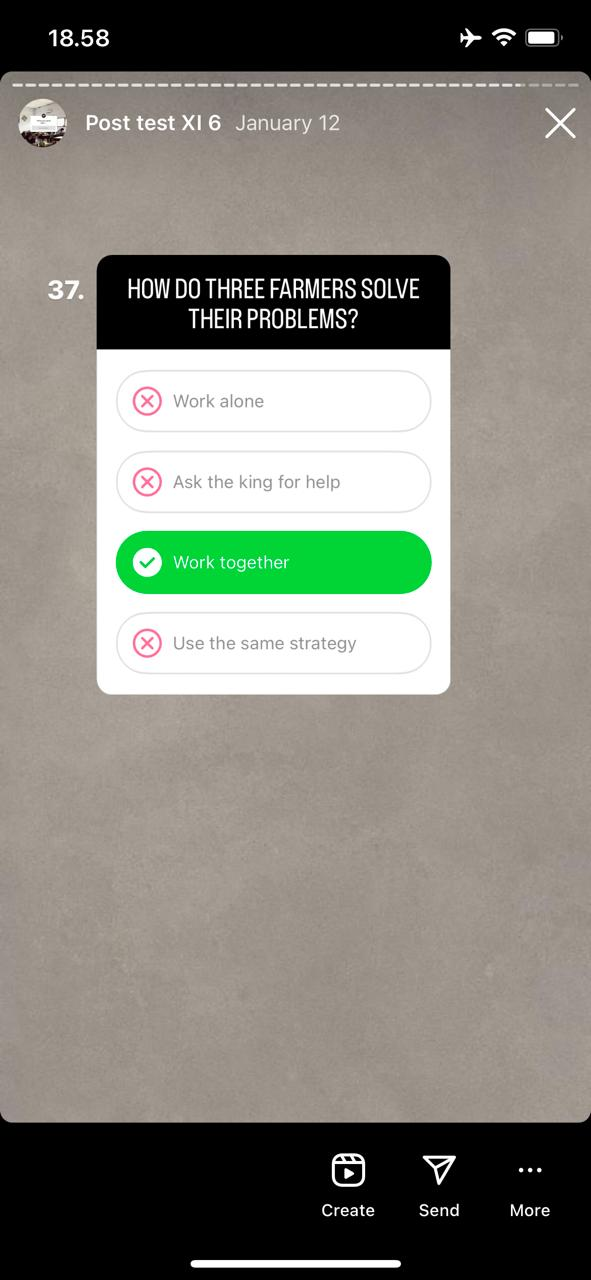 18.58
Post test XI 6 January 12
37.
HOW DO THREE FARMERS SOLVE
THEIR PROBLEMS?
Work alone
Ask the king for help
Work together
Use the same strategy
Create
Send
More